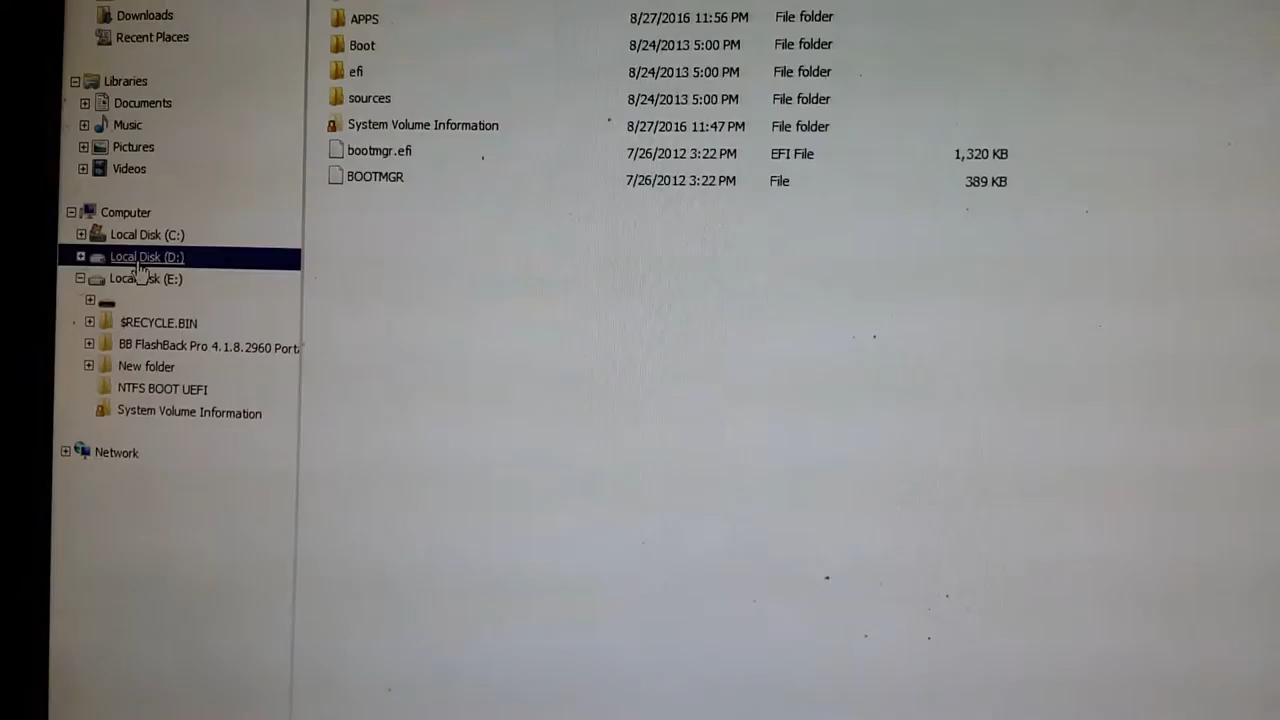 Downloads
Recent Places
Libraries
Documents
Music
Pictures
Videos
Computer
Local Disk (C:)
Local Disk (D:)
Local Disk (E:)
$RECYCLE.BIN
BB FlashBack Pro 4.1.8.2960 Porta
New folder
NTFS BOOT UEFI
System Volume Information
Network
APPS 8/27/2016 11:56 PM File folder
Boot 8/24/2013 5:00 PM File folder
efi 8/24/2013 5:00 PM File folder
sources 8/24/2013 5:00 PM File folder
System Volume Information 8/27/2016 11:47 PM File folder
bootmgr.efi 7/26/2012 3:22 PM EFI File 1,320 KB
BOOTMGR 7/26/2012 3:22 PM File 389 KB